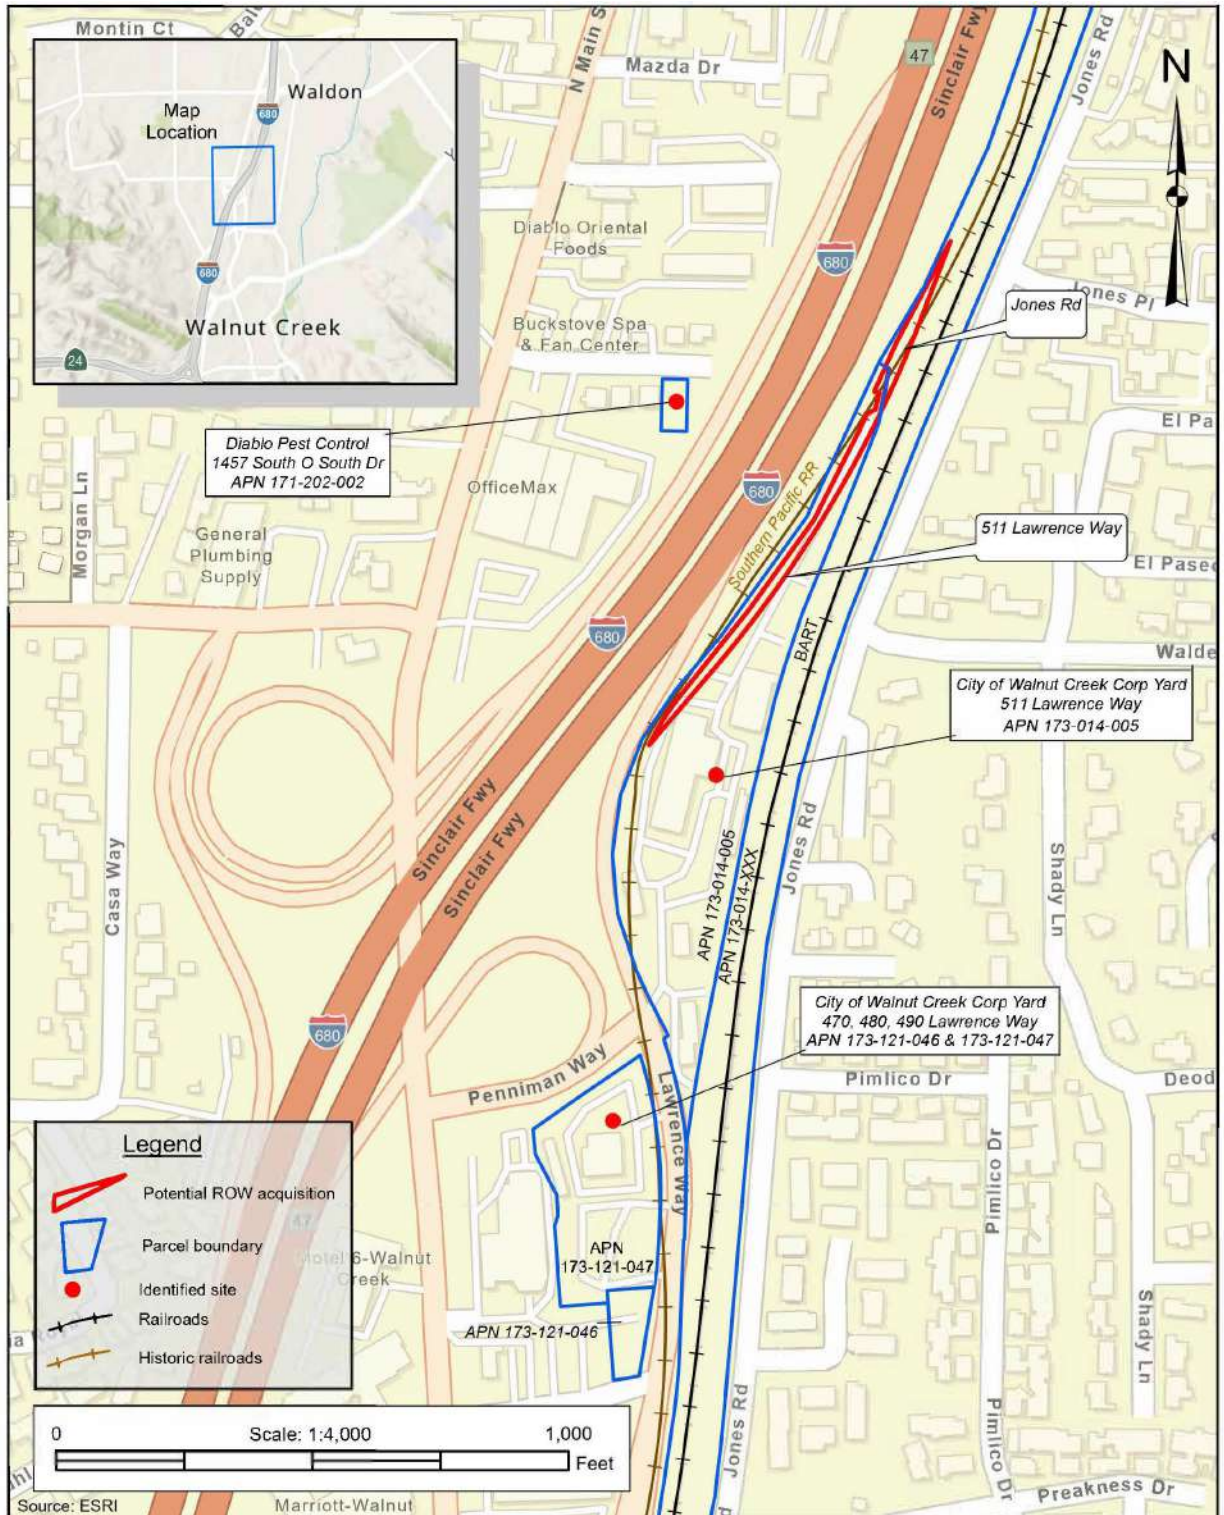 Montin Ct
N Main S
Mazda Dr
47
Sinclair Fwy
Jones Rd
N
Map
Location
Waldon
680
680
Walnut Creek
24
Diablo Oriental
Foods
680
Jones Pl
Jones Rd
Buckstove Spa
& Fan Center
El Pa
Diablo Pest Control
1457 South O South Dr
APN 171-202-002
Morgan Ln
OfficeMax
680
Southern Pacific RR
General
Plumbing
Supply
511 Lawrence Way
El Pase
680
BART
Walde
City of Walnut Creek Corp Yard
511 Lawrence Way
APN 173-014-005
Casa Way
Sinclair Fwy
Sinclair Fwy
APN 173-014-005
APN 173-014-XXX
Jones Rd
Shady Ln
680
City of Walnut Creek Corp Yard
470, 480, 490 Lawrence Way
APN 173-121-046 & 173-121-047
Penniman Way
Lawrence Way
Pimlico Dr
Deod
Pimlico Dr
Legend
Potential ROW acquisition
Parcel boundary
Identified site
Railroads
Historic railroads
47
Motel 6-Walnut
Creek
APN
173-121-047
APN 173-121-046
Shady Ln
Jones Rd
Pimlico Dr
0
Scale: 1:4,000
1,000
Feet
Source: ESRI
Marriott-Walnut
Preakness Dr